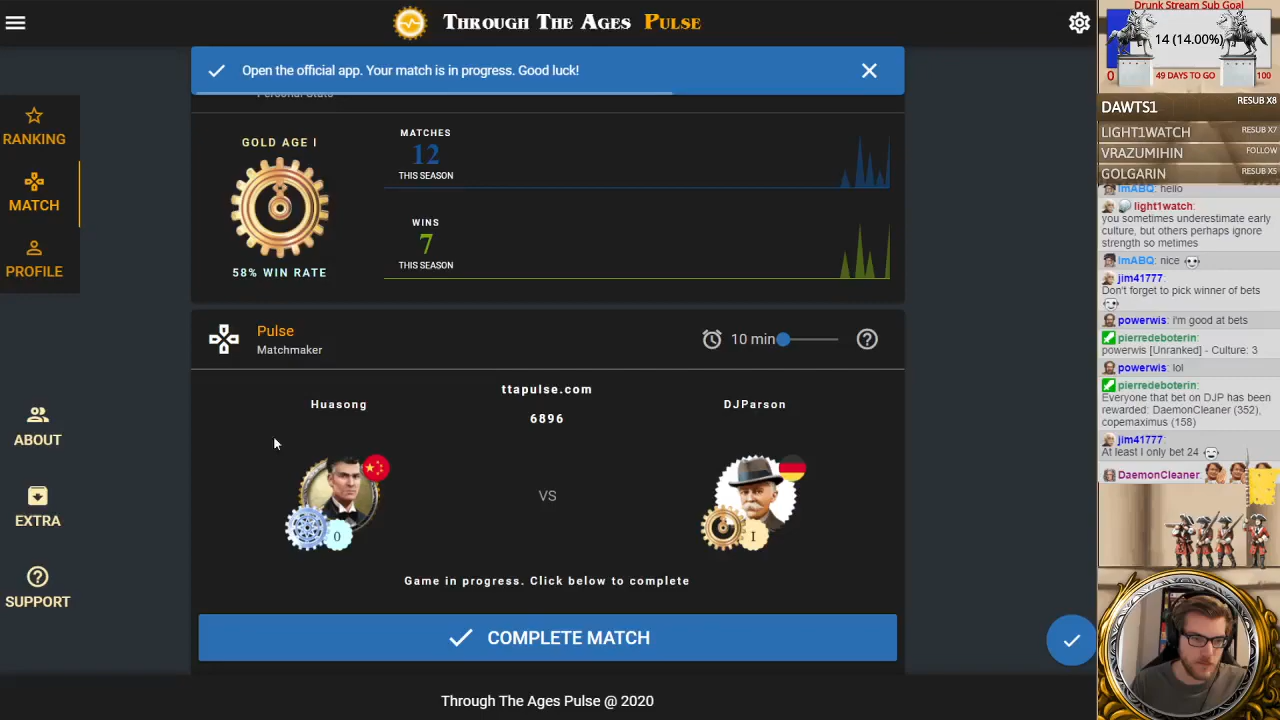 THROUGH THE AGES PULSE
Open the official app. Your match is in progress. Good luck!
Personal Stats
RANKING
MATCH
PROFILE
ABOUT
EXTRA
SUPPORT
GOLD AGE I
58% WIN RATE
MATCHES
12
THIS SEASON
WINS
7
THIS SEASON
Pulse
Matchmaker
10 min
ttapulse.com
6896
Huasong
DJParson
0
VS
I
Game in progress. Click below to complete
COMPLETE MATCH
Through The Ages Pulse @ 2020
Drunk Stream Sub Goal
14 (14.00%)
0
49 DAYS TO GO
100
DAWTS1 RESUB X8
LIGHT1WATCH RESUB X7
VRAZUMIHIN FOLLOW
GOLGARIN RESUB X5
ImABQ: hello
light1watch:
you sometimes underestimate early
culture, but others perhaps ignore
strength so metimes
ImABQ: nice
jim41777:
Don't forget to pick winner of bets
powerwis: i'm good at bets
pierredeboterin:
powerwis [Unranked] - Culture: 3
powerwis: lol
pierredeboterin:
Everyone that bet on DJP has been
rewarded: DaemonCleaner (352),
copemaximus (158)
jim41777:
At least I only bet 24
DaemonCleaner: